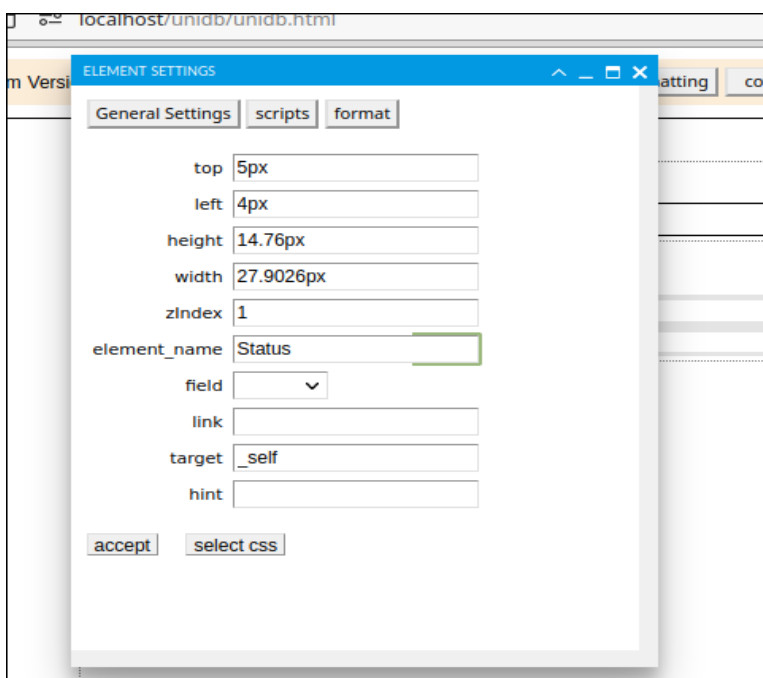 localhost/unidb/unidb.html
ELEMENT SETTINGS
m Versi
atting
co
General Settings scripts format
top 5px
left 4px
height 14.76px
width 27.9026px
zIndex 1
element_name Status
field
link
target _self
hint
accept select css